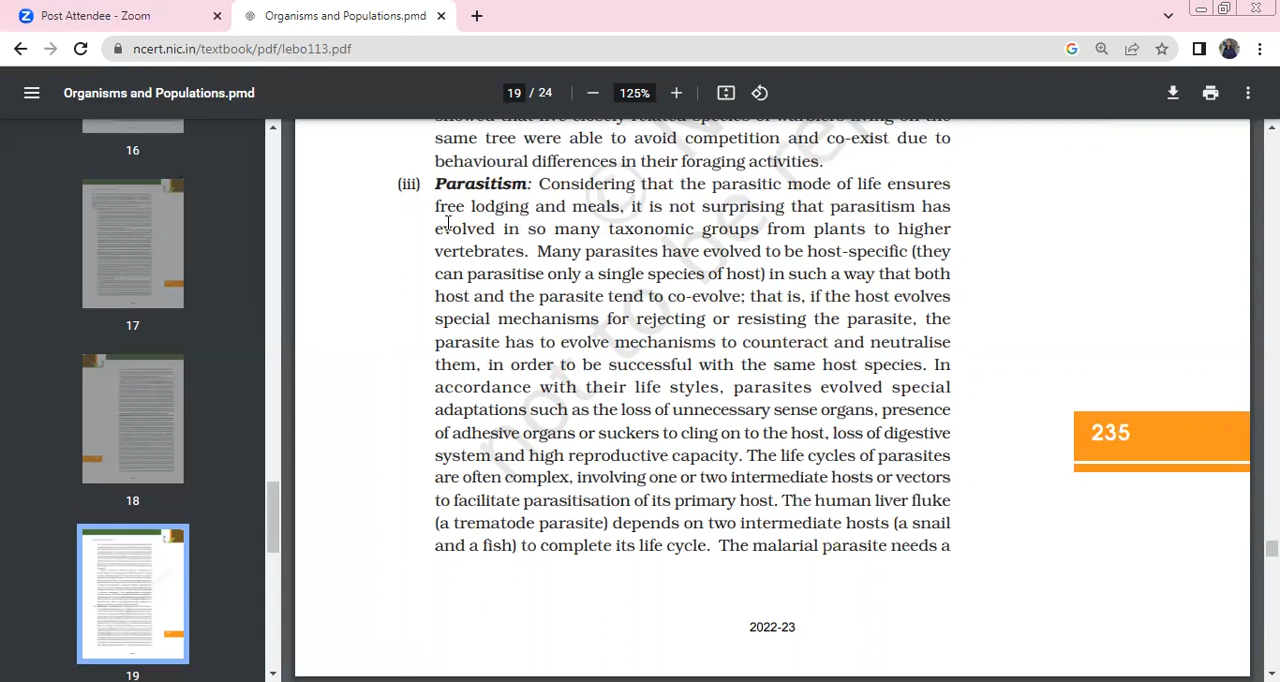 Post Attendee - Zoom
Organisms and Populations.pmd
ncert.nic.in/textbook/pdf/lebo113.pdf
Organisms and Populations.pmd
19 / 24
125%
16
17
18
19
same tree were able to avoid competition and co-exist due to
behavioural differences in their foraging activities.
(iii) Parasitism: Considering that the parasitic mode of life ensures
free lodging and meals, it is not surprising that parasitism has
evolved in so many taxonomic groups from plants to higher
vertebrates. Many parasites have evolved to be host-specific (they
can parasitise only a single species of host) in such a way that both
host and the parasite tend to co-evolve; that is, if the host evolves
special mechanisms for rejecting or resisting the parasite, the
parasite has to evolve mechanisms to counteract and neutralise
them, in order to be successful with the same host species. In
accordance with their life styles, parasites evolved special
adaptations such as the loss of unnecessary sense organs, presence
of adhesive organs or suckers to cling on to the host, loss of digestive
system and high reproductive capacity. The life cycles of parasites
are often complex, involving one or two intermediate hosts or vectors
to facilitate parasitisation of its primary host. The human liver fluke
(a trematode parasite) depends on two intermediate hosts (a snail
and a fish) to complete its life cycle. The malarial parasite needs a
235
2022-23
not to be